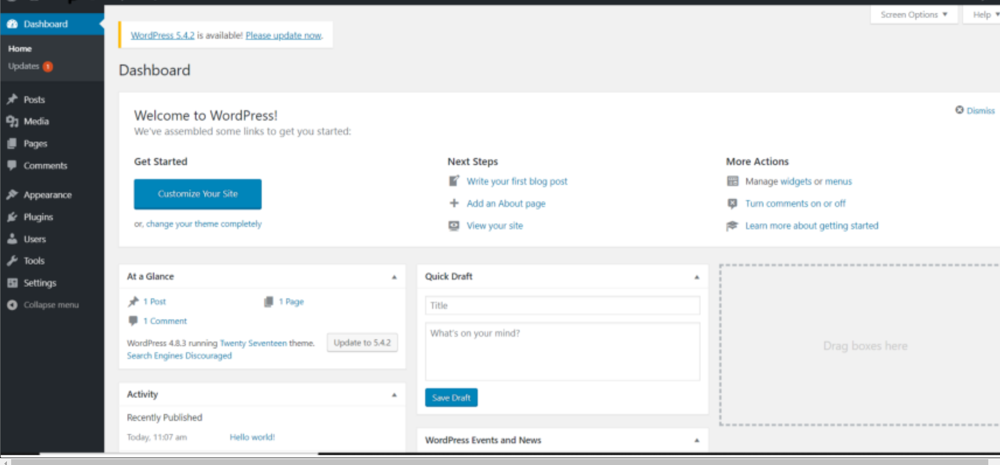 Screen Options
Help
Dashboard
WordPress 5.4.2 is available! Please update now.
Home
Updates 1
Dashboard
Posts
Media
Pages
Comments
Appearance
Plugins
Users
Tools
Settings
Collapse menu
Welcome to WordPress!
Dismiss
We've assembled some links to get you started:
Get Started
Customize Your Site
or, change your theme completely
Next Steps
Write your first blog post
Add an About page
View your site
More Actions
Manage widgets or menus
Turn comments on or off
Learn more about getting started
At a Glance
1 Post
1 Page
1 Comment
WordPress 4.8.3 running Twenty Seventeen theme.
Update to 5.4.2
Search Engines Discouraged
Activity
Recently Published
Today, 11:07 am
Hello world!
Quick Draft
Title
What's on your mind?
Save Draft
WordPress Events and News
Drag boxes here